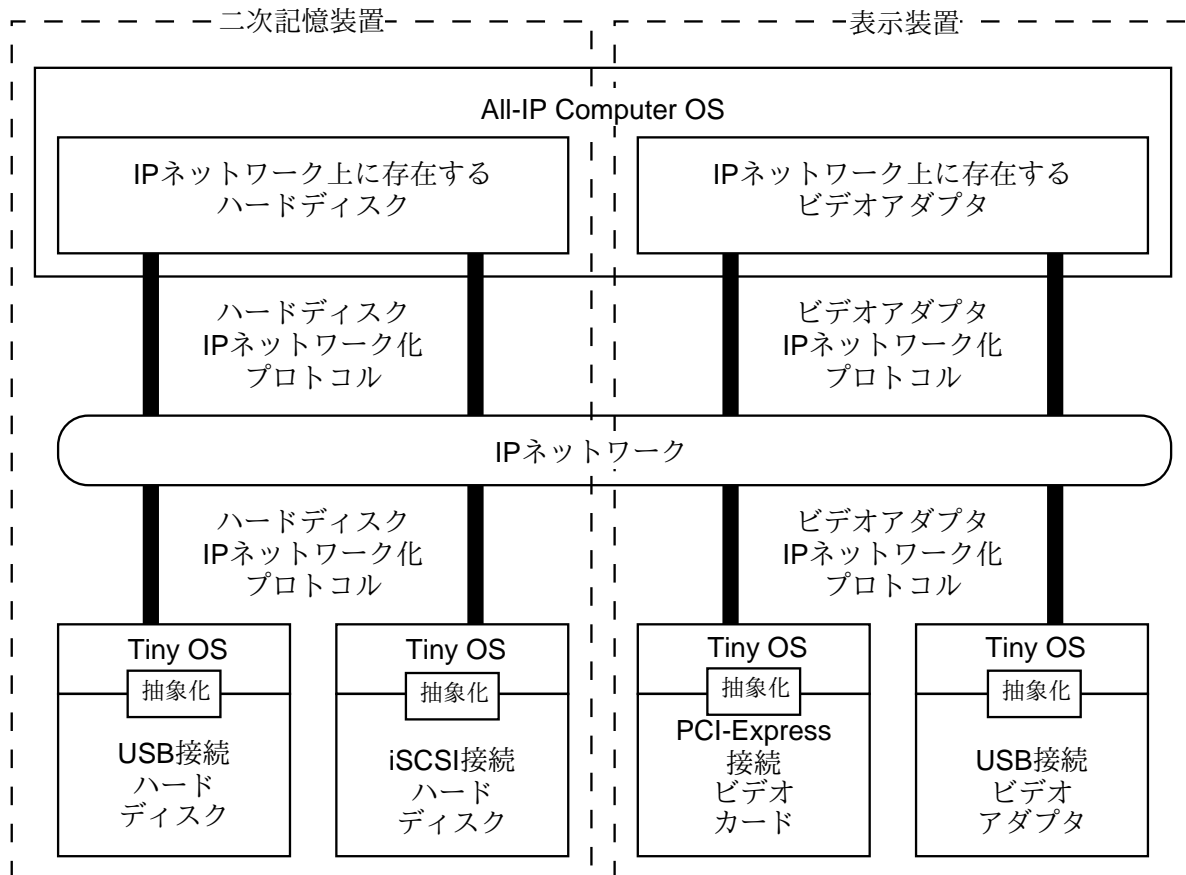 二次記憶装置
表示装置
All-IP Computer OS
IPネットワーク上に存在する
ハードディスク
IPネットワーク上に存在する
ビデオアダプタ
ハードディスク
IPネットワーク化
プロトコル
ビデオアダプタ
IPネットワーク化
プロトコル
IPネットワーク
ハードディスク
IPネットワーク化
プロトコル
ビデオアダプタ
IPネットワーク化
プロトコル
Tiny OS
抽象化
USB接続
ハード
ディスク
Tiny OS
抽象化
iSCSI接続
ハード
ディスク
Tiny OS
抽象化
PCI-Express
接続
ビデオ
カード
Tiny OS
抽象化
USB接続
ビデオ
アダプタ